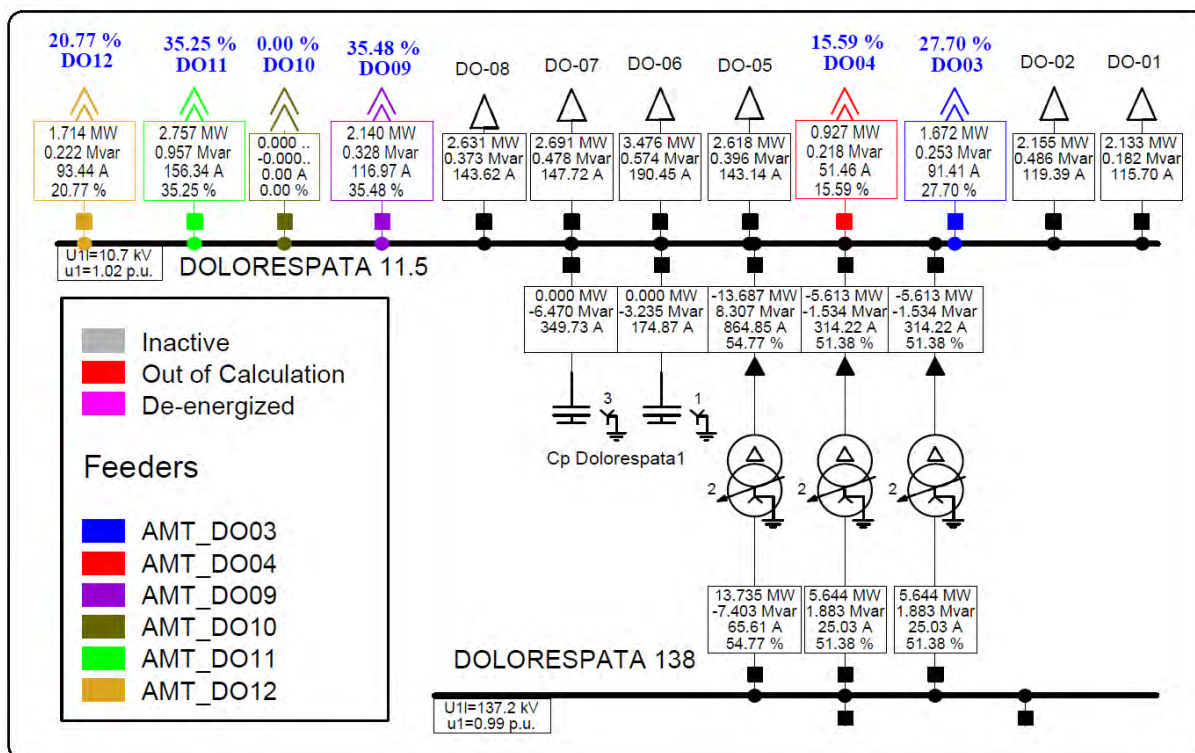 20.77 %
DO12
35.25 %
DO11
0.00 %
DO10
35.48 %
DO09
DO-08
DO-07
DO-06
DO-05
15.59 %
DO04
27.70 %
DO03
DO-02
DO-01
1.714 MW
0.222 Mvar
93.44 A
20.77 %
2.757 MW
0.957 Mvar
156.34 A
35.25 %
0.000 ..
-0.000..
0.00 A
0.00 %
2.140 MW
0.328 Mvar
116.97 A
35.48 %
2.631 MW
0.373 Mvar
143.62 A
2.691 MW
0.478 Mvar
147.72 A
3.476 MW
0.574 Mvar
190.45 A
2.618 MW
0.396 Mvar
143.14 A
0.927 MW
0.218 Mvar
51.46 A
15.59 %
1.672 MW
0.253 Mvar
91.41 A
27.70 %
2.155 MW
0.486 Mvar
119.39 A
2.133 MW
0.182 Mvar
115.70 A
U1l=10.7 kV
u1=1.02 p.u.
DOLORESPATA 11.5
0.000 MW
-6.470 Mvar
349.73 A
0.000 MW
-3.235 Mvar
174.87 A
-13.687 MW
8.307 Mvar
864.85 A
54.77 %
-5.613 MW
-1.534 Mvar
314.22 A
51.38 %
-5.613 MW
-1.534 Mvar
314.22 A
51.38 %
Inactive
Out of Calculation
De-energized
Feeders
AMT_DO03
AMT_DO04
AMT_DO09
AMT_DO10
AMT_DO11
AMT_DO12
3
1
Cp Dolorespata1
2
2
2
13.735 MW
-7.403 Mvar
65.61 A
54.77 %
5.644 MW
1.883 Mvar
25.03 A
51.38 %
5.644 MW
1.883 Mvar
25.03 A
51.38 %
DOLORESPATA 138
U1l=137.2 kV
u1=0.99 p.u.